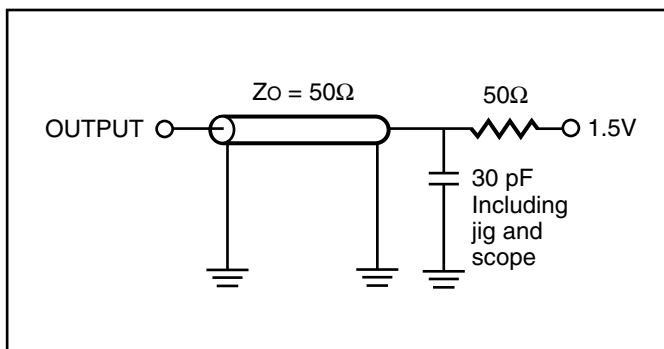 Zo = 50Ω
50Ω
OUTPUT
1.5V
30 pF
Including
jig and
scope